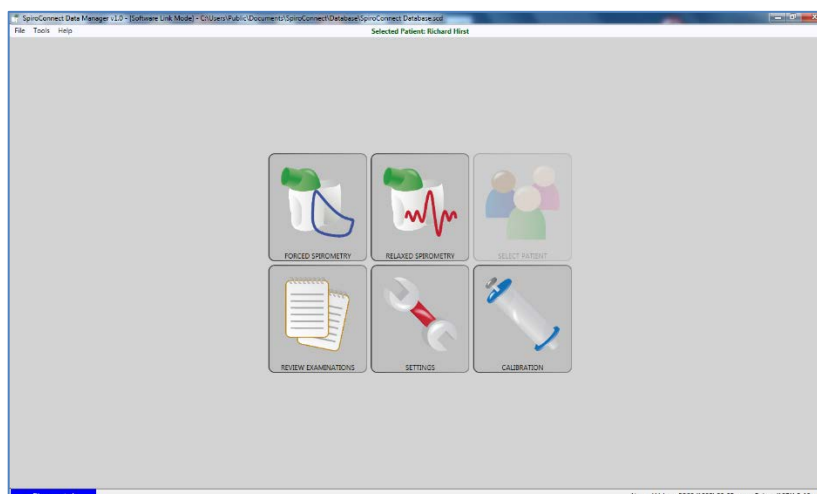 SpiroConnect Data Manager v1.0 - [Software Link Mode] - C:\Users\Public\Documents\SpiroConnect\Database\SpiroConnect Database.scd
File Tools Help Selected Patient: Richard Hirst
FORCED SPIROMETRY RELAXED SPIROMETRY SELECT PATIENT
REVIEW EXAMINATIONS SETTINGS CALIBRATION